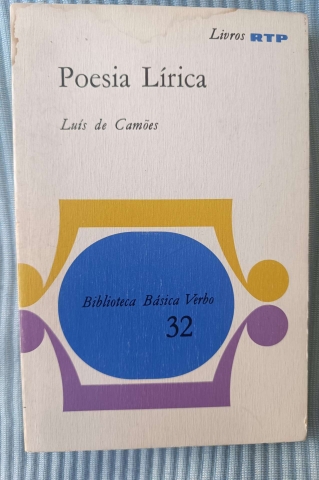 Livros RTP
Poesia Lírica
Luís de Camões
Biblioteca Básica Verbo
32